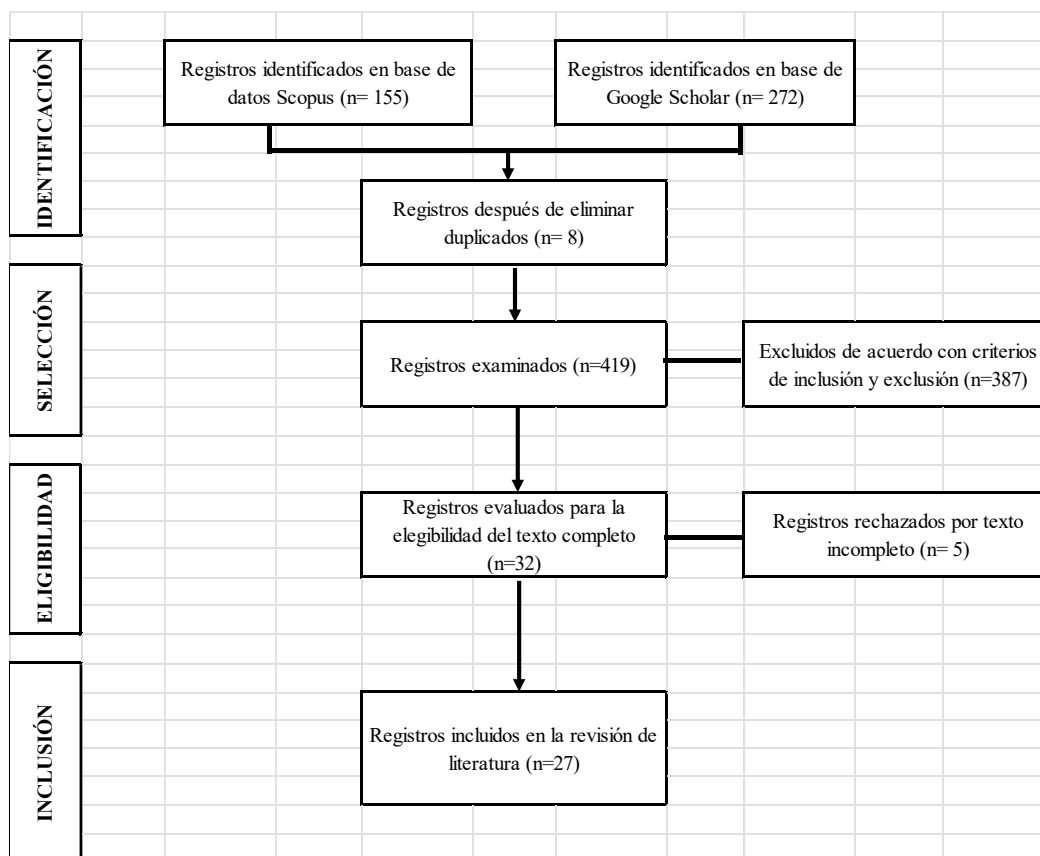 IDENTIFICACIÓN
Registros identificados en base de
datos Scopus (n= 155)
Registros identificados en base de
Google Scholar (n= 272)
Registros después de eliminar
duplicados (n= 8)
SELECCIÓN
Registros examinados (n=419)
Excluidos de acuerdo con criterios
de inclusión y exclusión (n=387)
ELIGIBILIDAD
Registros evaluados para la
elegibilidad del texto completo
(n=32)
Registros rechazados por texto
incompleto (n= 5)
INCLUSIÓN
Registros incluidos en la revisión de
literatura (n=27)